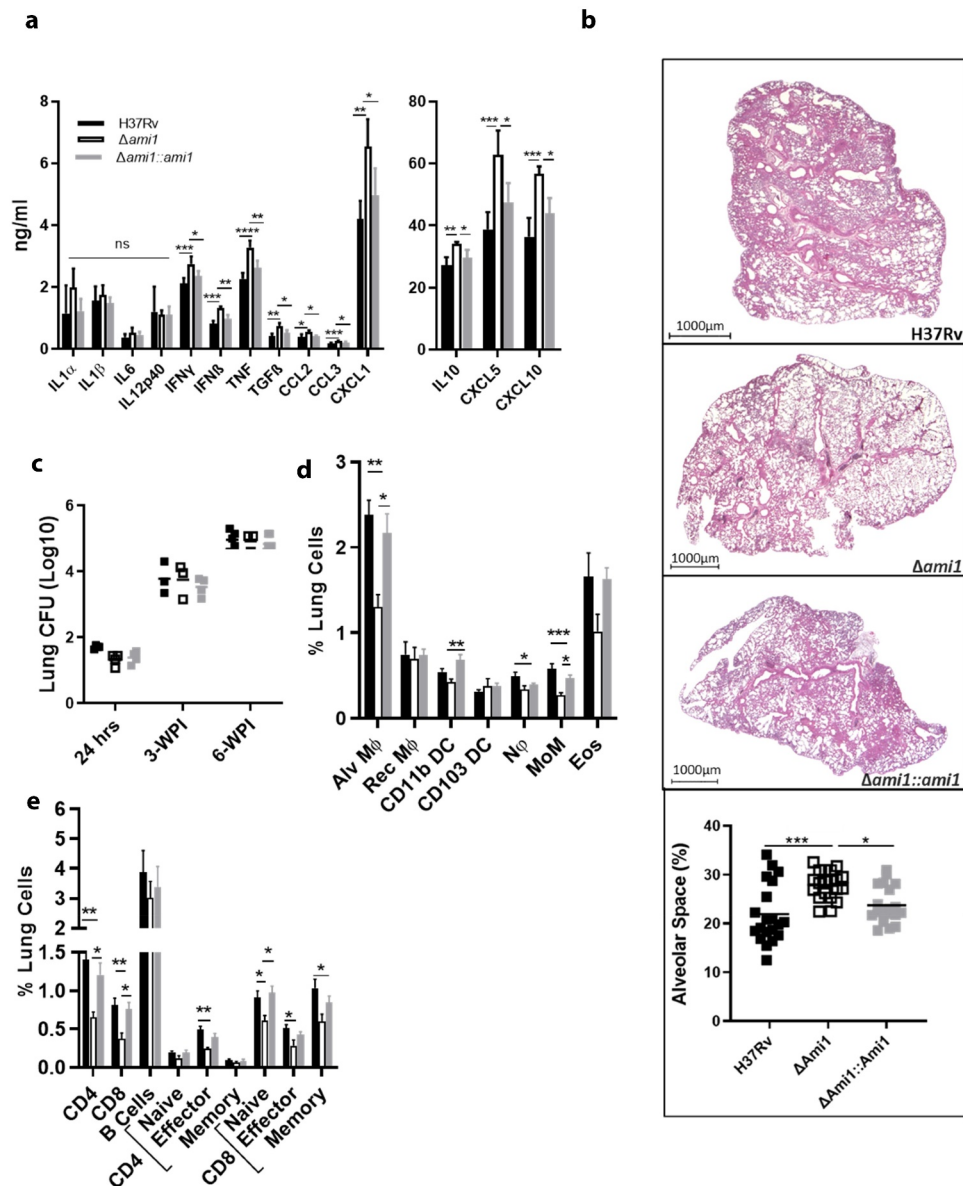 a
ng/ml
8
6
4
2
0
H37Rv
Δami1
Δami1::ami1
ns
*** * *** ** **** ** ** * * * *** * ** *
IL1α IL1β IL6 IL12p40 IFNγ IFNß TNF TGFß CCL2 CCL3 CXCL1
80
60
40
20
0
** * *** * *** *
IL10 CXCL5 CXCL10
b
1000µm
H37Rv
1000µm
Δami1
1000µm
Δami1::ami1
Alveolar Space (%)
40
30
20
10
0
*** *
H37Rv ΔAmi1 ΔAmi1::Ami1
c
Lung CFU (Log10)
6
4
2
0
24 hrs 3-WPI 6-WPI
d
% Lung Cells
3
2
1
0
** * ** * *** *
Alv Mϕ Rec Mϕ CD11b DC CD103 DC Nφ MoM Eos
e
% Lung Cells
6
5
4
3
2
1.5
1.0
0.5
0.0
** * ** * ** * * * *
CD4 CD8 B Cells Naive Effector Memory Naive Effector Memory
CD4 CD8